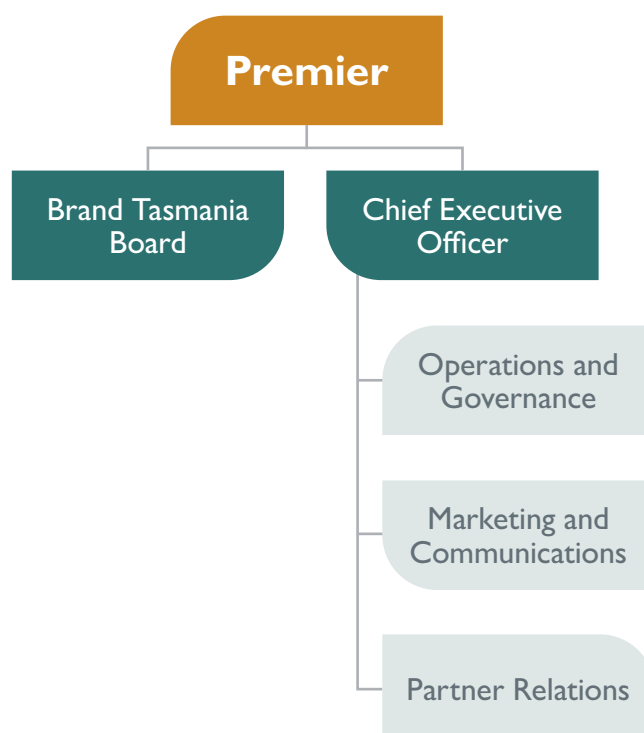 Premier
Brand Tasmania
Board
Chief Executive
Officer
Operations and
Governance
Marketing and
Communications
Partner Relations